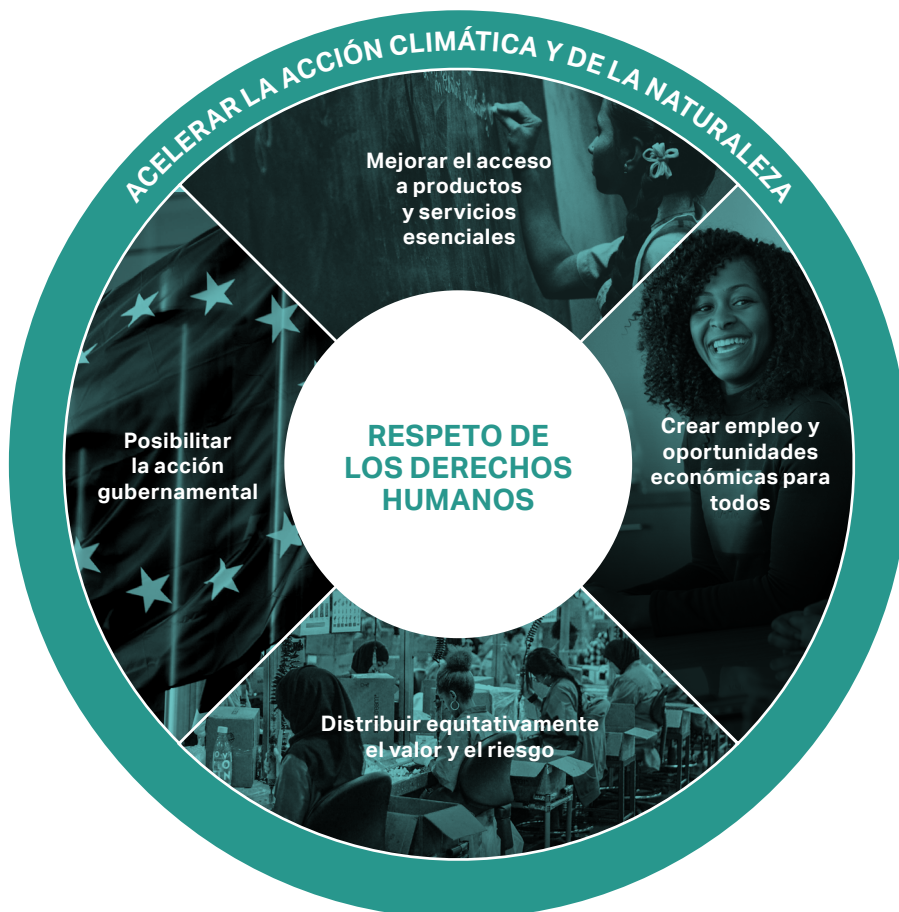 ACELERAR LA ACCIÓN CLIMÁTICA Y DE LA NATURALEZA
Mejorar el acceso
a productos
y servicios
esenciales
Posibilitar
la acción
gubernamental
RESPETO DE
LOS DERECHOS
HUMANOS
Crear empleo y
oportunidades
económicas para
todos
Distribuir equitativamente
el valor y el riesgo